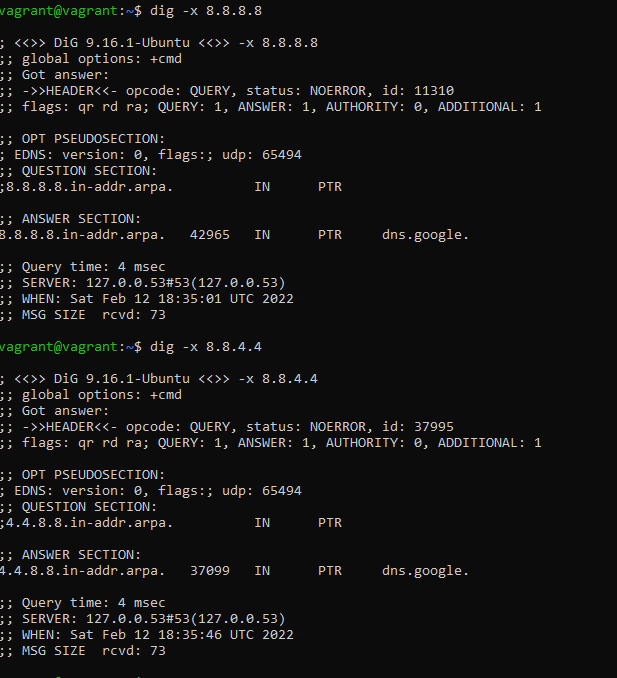 vagrant@vagrant:~$ dig -x 8.8.8.8
; <<>> DiG 9.16.1-Ubuntu <<>> -x 8.8.8.8
;; global options: +cmd
;; Got answer:
;; ->>HEADER<<- opcode: QUERY, status: NOERROR, id: 11310
;; flags: qr rd ra; QUERY: 1, ANSWER: 1, AUTHORITY: 0, ADDITIONAL: 1
;; OPT PSEUDOSECTION:
; EDNS: version: 0, flags:; udp: 65494
;; QUESTION SECTION:
;8.8.8.8.in-addr.arpa. IN PTR
;; ANSWER SECTION:
8.8.8.8.in-addr.arpa. 42965 IN PTR dns.google.
;; Query time: 4 msec
;; SERVER: 127.0.0.53#53(127.0.0.53)
;; WHEN: Sat Feb 12 18:35:01 UTC 2022
;; MSG SIZE rcvd: 73
vagrant@vagrant:~$ dig -x 8.8.4.4
; <<>> DiG 9.16.1-Ubuntu <<>> -x 8.8.4.4
;; global options: +cmd
;; Got answer:
;; ->>HEADER<<- opcode: QUERY, status: NOERROR, id: 37995
;; flags: qr rd ra; QUERY: 1, ANSWER: 1, AUTHORITY: 0, ADDITIONAL: 1
;; OPT PSEUDOSECTION:
; EDNS: version: 0, flags:; udp: 65494
;; QUESTION SECTION:
;4.4.8.8.in-addr.arpa. IN PTR
;; ANSWER SECTION:
4.4.8.8.in-addr.arpa. 37099 IN PTR dns.google.
;; Query time: 4 msec
;; SERVER: 127.0.0.53#53(127.0.0.53)
;; WHEN: Sat Feb 12 18:35:46 UTC 2022
;; MSG SIZE rcvd: 73